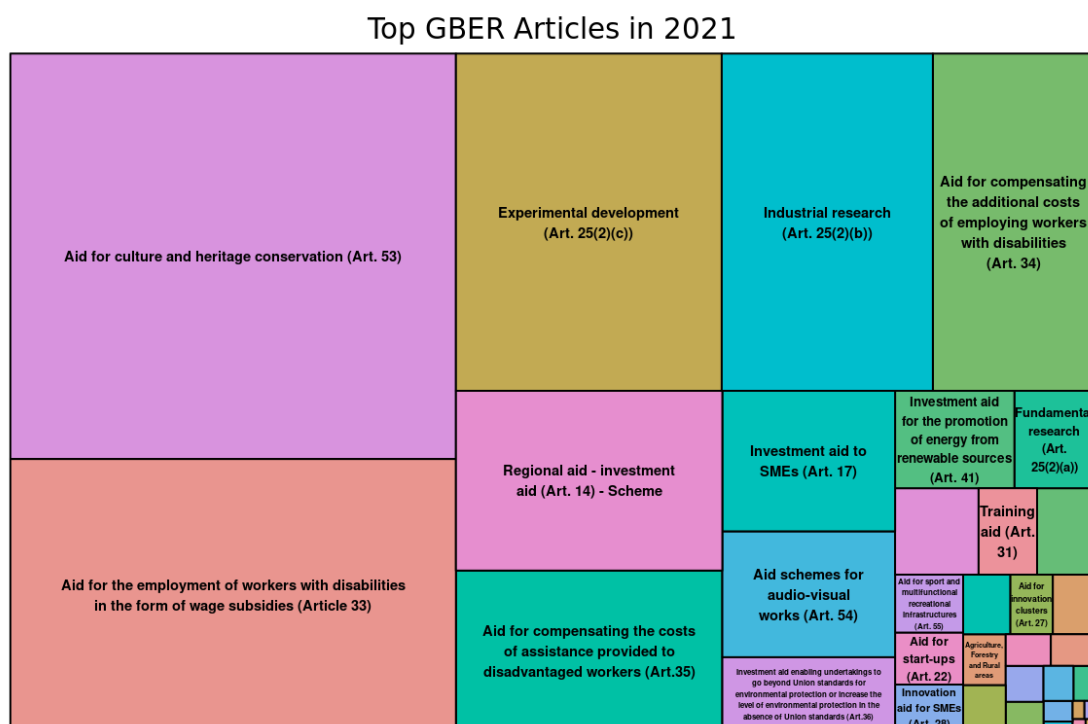 Top GBER Articles in 2021
Aid for culture and heritage conservation (Art. 53)
Aid for the employment of workers with disabilities
in the form of wage subsidies (Article 33)
Experimental development
(Art. 25(2)(c))
Industrial research
(Art. 25(2)(b))
Aid for compensating
the additional costs
of employing workers
with disabilities
(Art. 34)
Regional aid - investment
aid (Art. 14) - Scheme
Aid for compensating the costs
of assistance provided to
disadvantaged workers (Art.35)
Investment aid to
SMEs (Art. 17)
Aid schemes for
audio-visual
works (Art. 54)
Investment aid enabling undertakings to
go beyond Union standards for
environmental protection or increase the
level of environmental protection in the
absence of Union standards (Art.36)
Investment aid
for the promotion
of energy from
renewable sources
(Art. 41)
Fundamenta
research
(Art.
25(2)(a))
Training
aid (Art.
31)
Aid for sport and
multifunctional
recreational
infrastructures
(Art. 55)
Aid for
innovation
clusters
(Art. 27)
Aid for
start-ups
(Art. 22)
Agriculture,
Forestry
and Rural
areas
Innovation
aid for SMEs
(Art. 28)